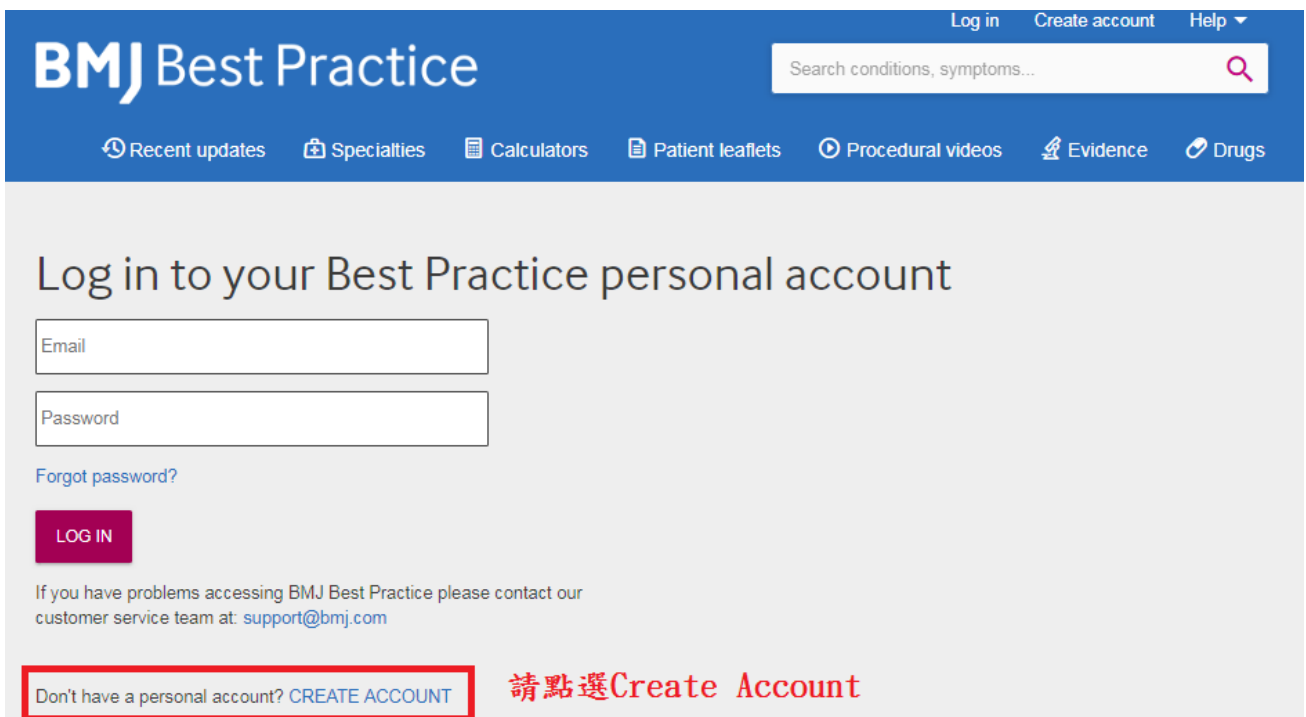 Log in Create account Help
BMJ Best Practice
Search conditions, symptoms...
Recent updates Specialties Calculators Patient leaflets Procedural videos Evidence Drugs
Log in to your Best Practice personal account
Email
Password
Forgot password?
LOG IN
If you have problems accessing BMJ Best Practice please contact our
customer service team at: support@bmj.com
Don't have a personal account? CREATE ACCOUNT 請點選Create Account